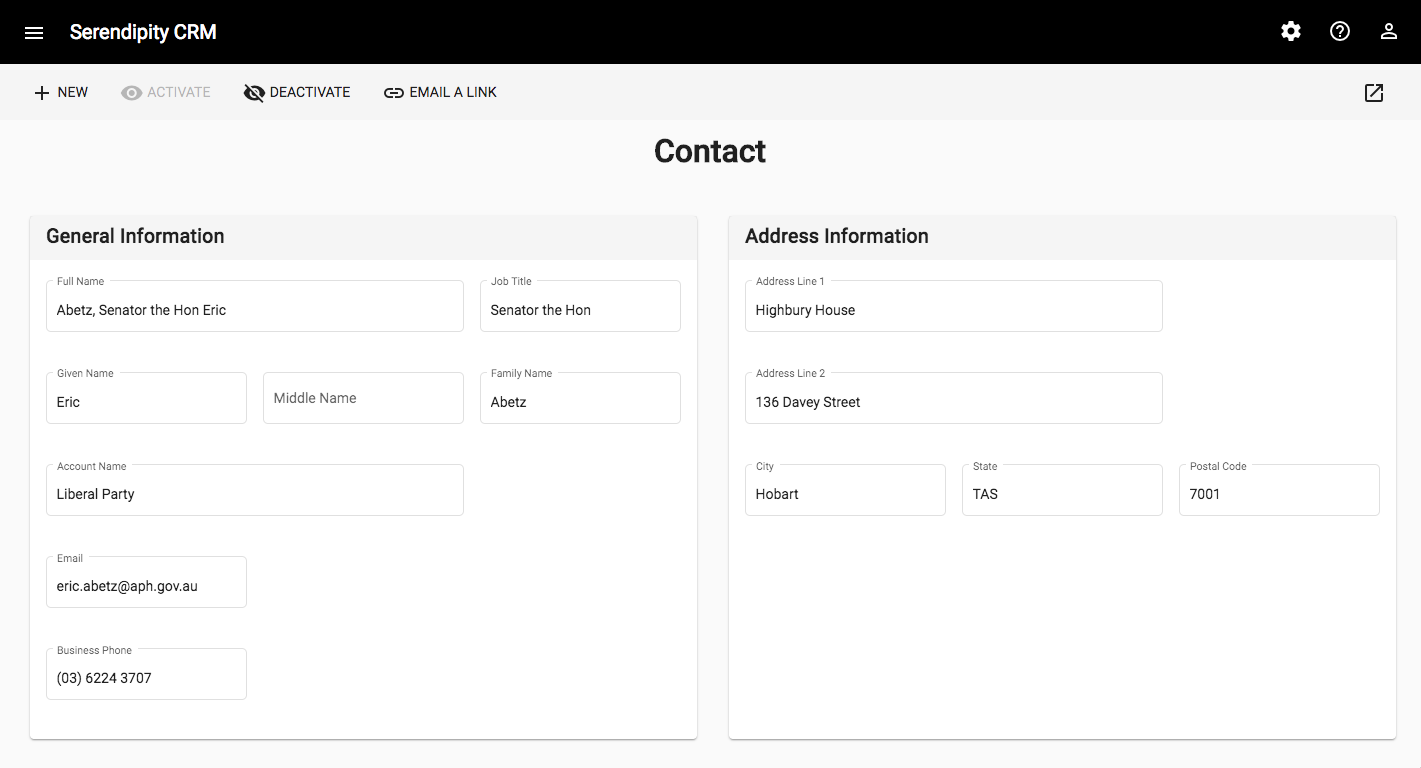 Serendipity CRM
NEW ACTIVATE DEACTIVATE EMAIL A LINK
Contact
General Information
Full Name Job Title
Abetz, Senator the Hon Eric Senator the Hon
Given Name Family Name
Eric Middle Name Abetz
Account Name
Liberal Party
Email
eric.abetz@aph.gov.au
Business Phone
(03) 6224 3707
Address Information
Address Line 1
Highbury House
Address Line 2
136 Davey Street
City State Postal Code
Hobart TAS 7001